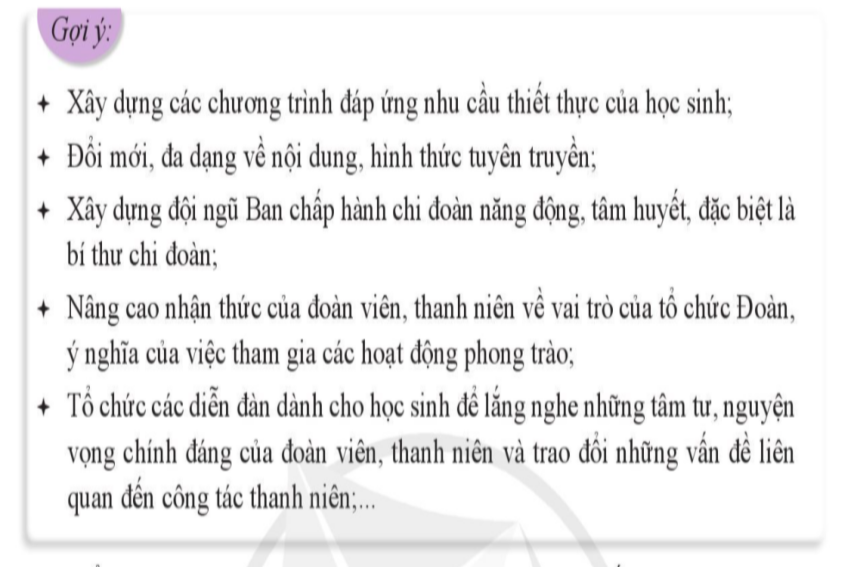 Gợi ý:
+ Xây dựng các chương trình đáp ứng nhu cầu thiết thực của học sinh;
+ Đổi mới, đa dạng về nội dung, hình thức tuyên truyền;
+ Xây dựng đội ngũ Ban chấp hành chi đoàn năng động, tâm huyết, đặc biệt là
bí thư chi đoàn;
+ Nâng cao nhận thức của đoàn viên, thanh niên về vai trò của tổ chức Đoàn,
ý nghĩa của việc tham gia các hoạt động phong trào;
+ Tổ chức các diễn đàn dành cho học sinh để lắng nghe những tâm tư, nguyện
vọng chính đáng của đoàn viên, thanh niên và trao đổi những vấn đề liên
quan đến công tác thanh niên;...